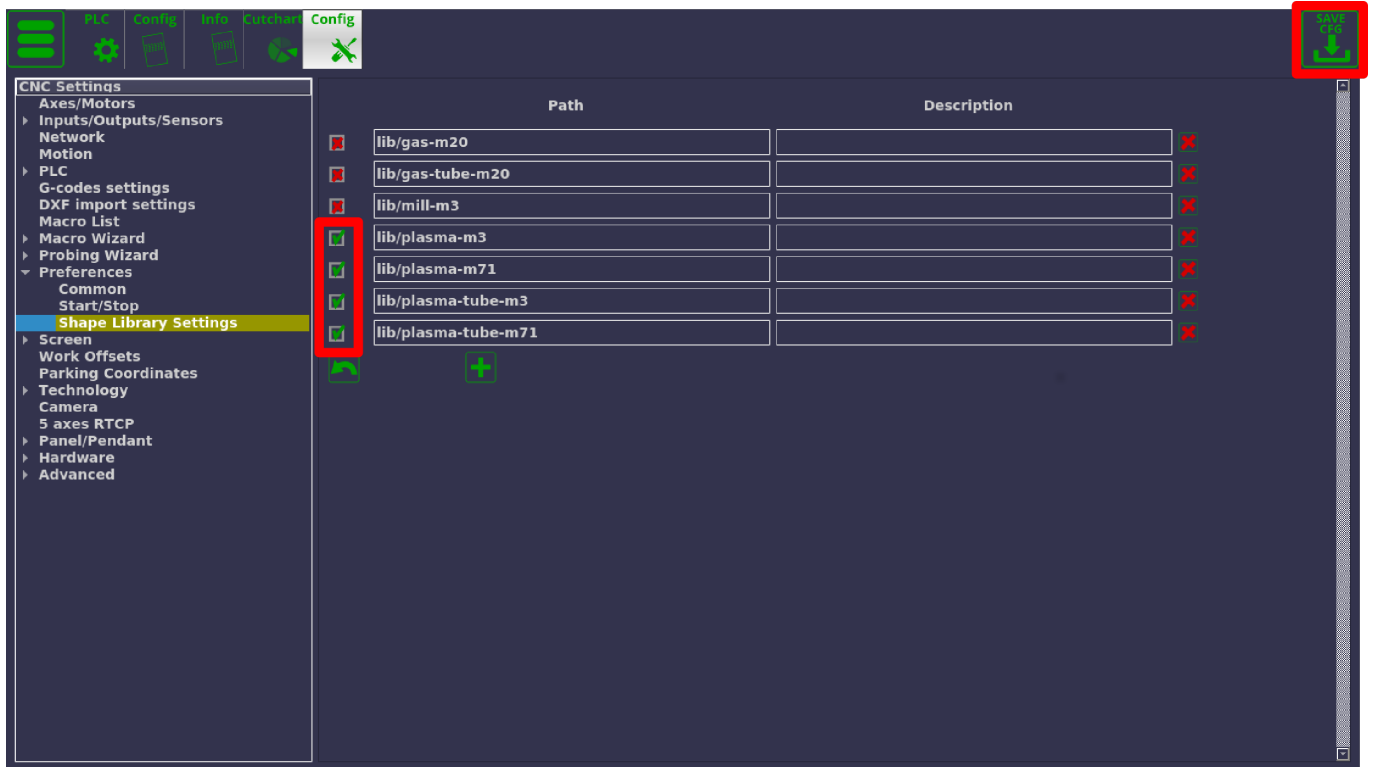 PLC Config Info Cutchart Config
SAVE
CFG
CNC Settings
Axes/Motors
Inputs/Outputs/Sensors
Network
Motion
PLC
G-codes settings
DXF import settings
Macro List
Macro Wizard
Probing Wizard
Preferences
Common
Start/Stop
Shape Library Settings
Screen
Work Offsets
Parking Coordinates
Technology
Camera
5 axes RTCP
Panel/Pendant
Hardware
Advanced
Path Description
lib/gas-m20
lib/gas-tube-m20
lib/mill-m3
lib/plasma-m3
lib/plasma-m71
lib/plasma-tube-m3
lib/plasma-tube-m71